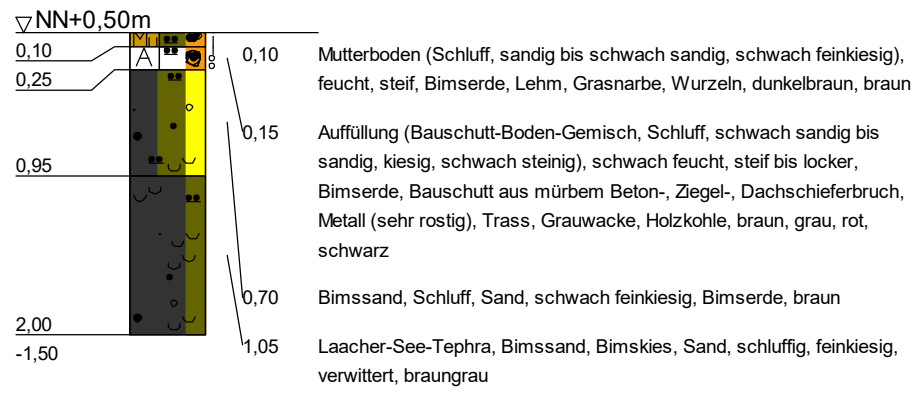 NN+0,50m
0,10
0,25
0,95
2,00
-1,50
A
0,10 Mutterboden (Schluff, sandig bis schwach sandig, schwach feinkiesig),
feucht, steif, Bimserde, Lehm, Grasnarbe, Wurzeln, dunkelbraun, braun
0,15 Auffüllung (Bauschutt-Boden-Gemisch, Schluff, schwach sandig bis
sandig, kiesig, schwach steinig), schwach feucht, steif bis locker,
Bimserde, Bauschutt aus mürbem Beton-, Ziegel-, Dachschieferbruch,
Metall (sehr rostig), Trass, Grauwacke, Holzkohle, braun, grau, rot,
schwarz
0,70 Bimssand, Schluff, Sand, schwach feinkiesig, Bimserde, braun
1,05 Laacher-See-Tephra, Bimssand, Bimskies, Sand, schluffig, feinkiesig,
verwittert, braungrau